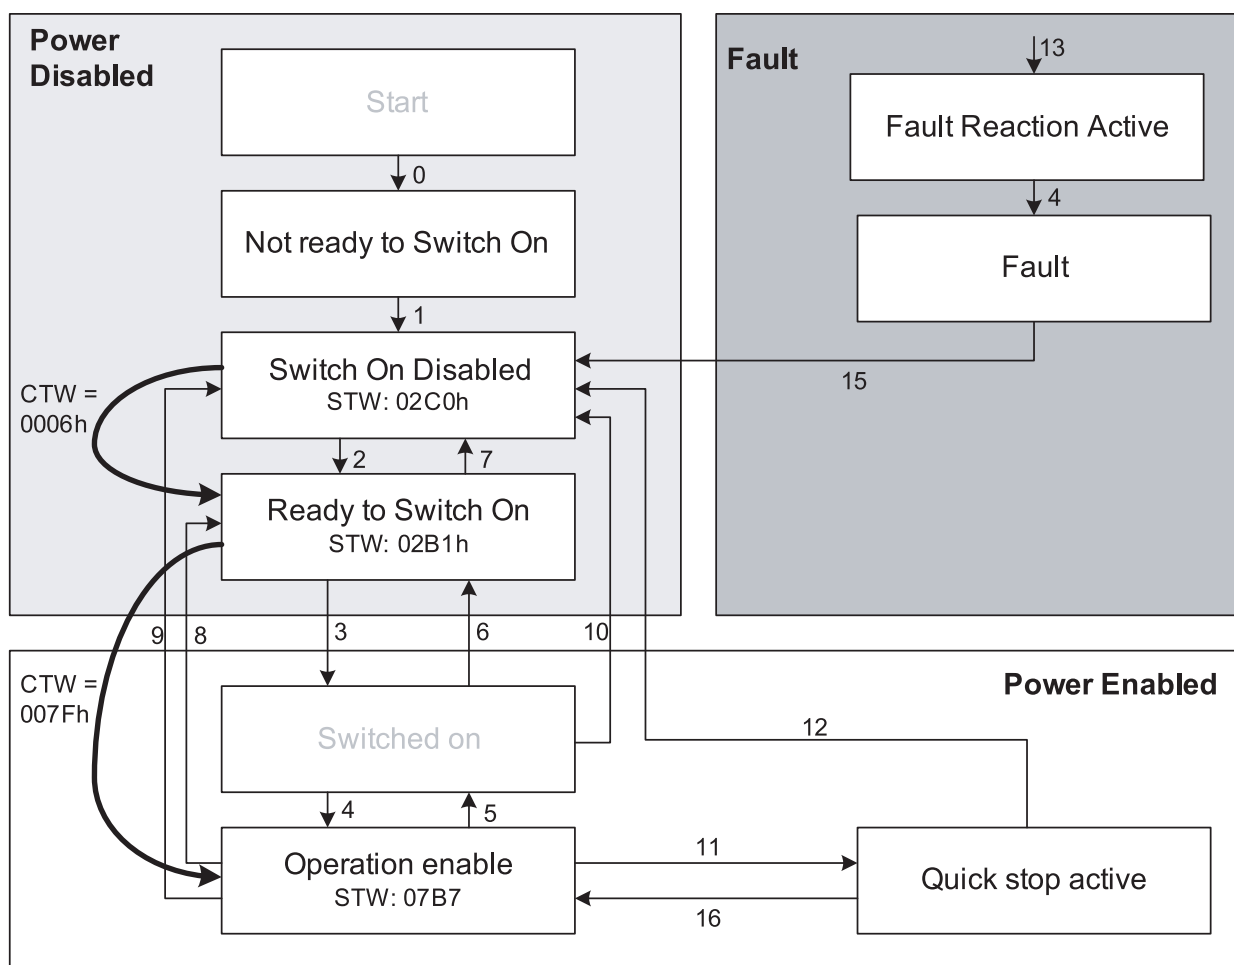 Power
Disabled
Start
0
Not ready to Switch On
1
Switch On Disabled
STW: 02C0h
CTW =
0006h
2
7
Ready to Switch On
STW: 02B1h
9
8
3
6
10
Fault
13
Fault Reaction Active
4
Fault
15
CTW =
007Fh
Power Enabled
Switched on
12
4
5
Operation enable
STW: 07B7
11
16
Quick stop active